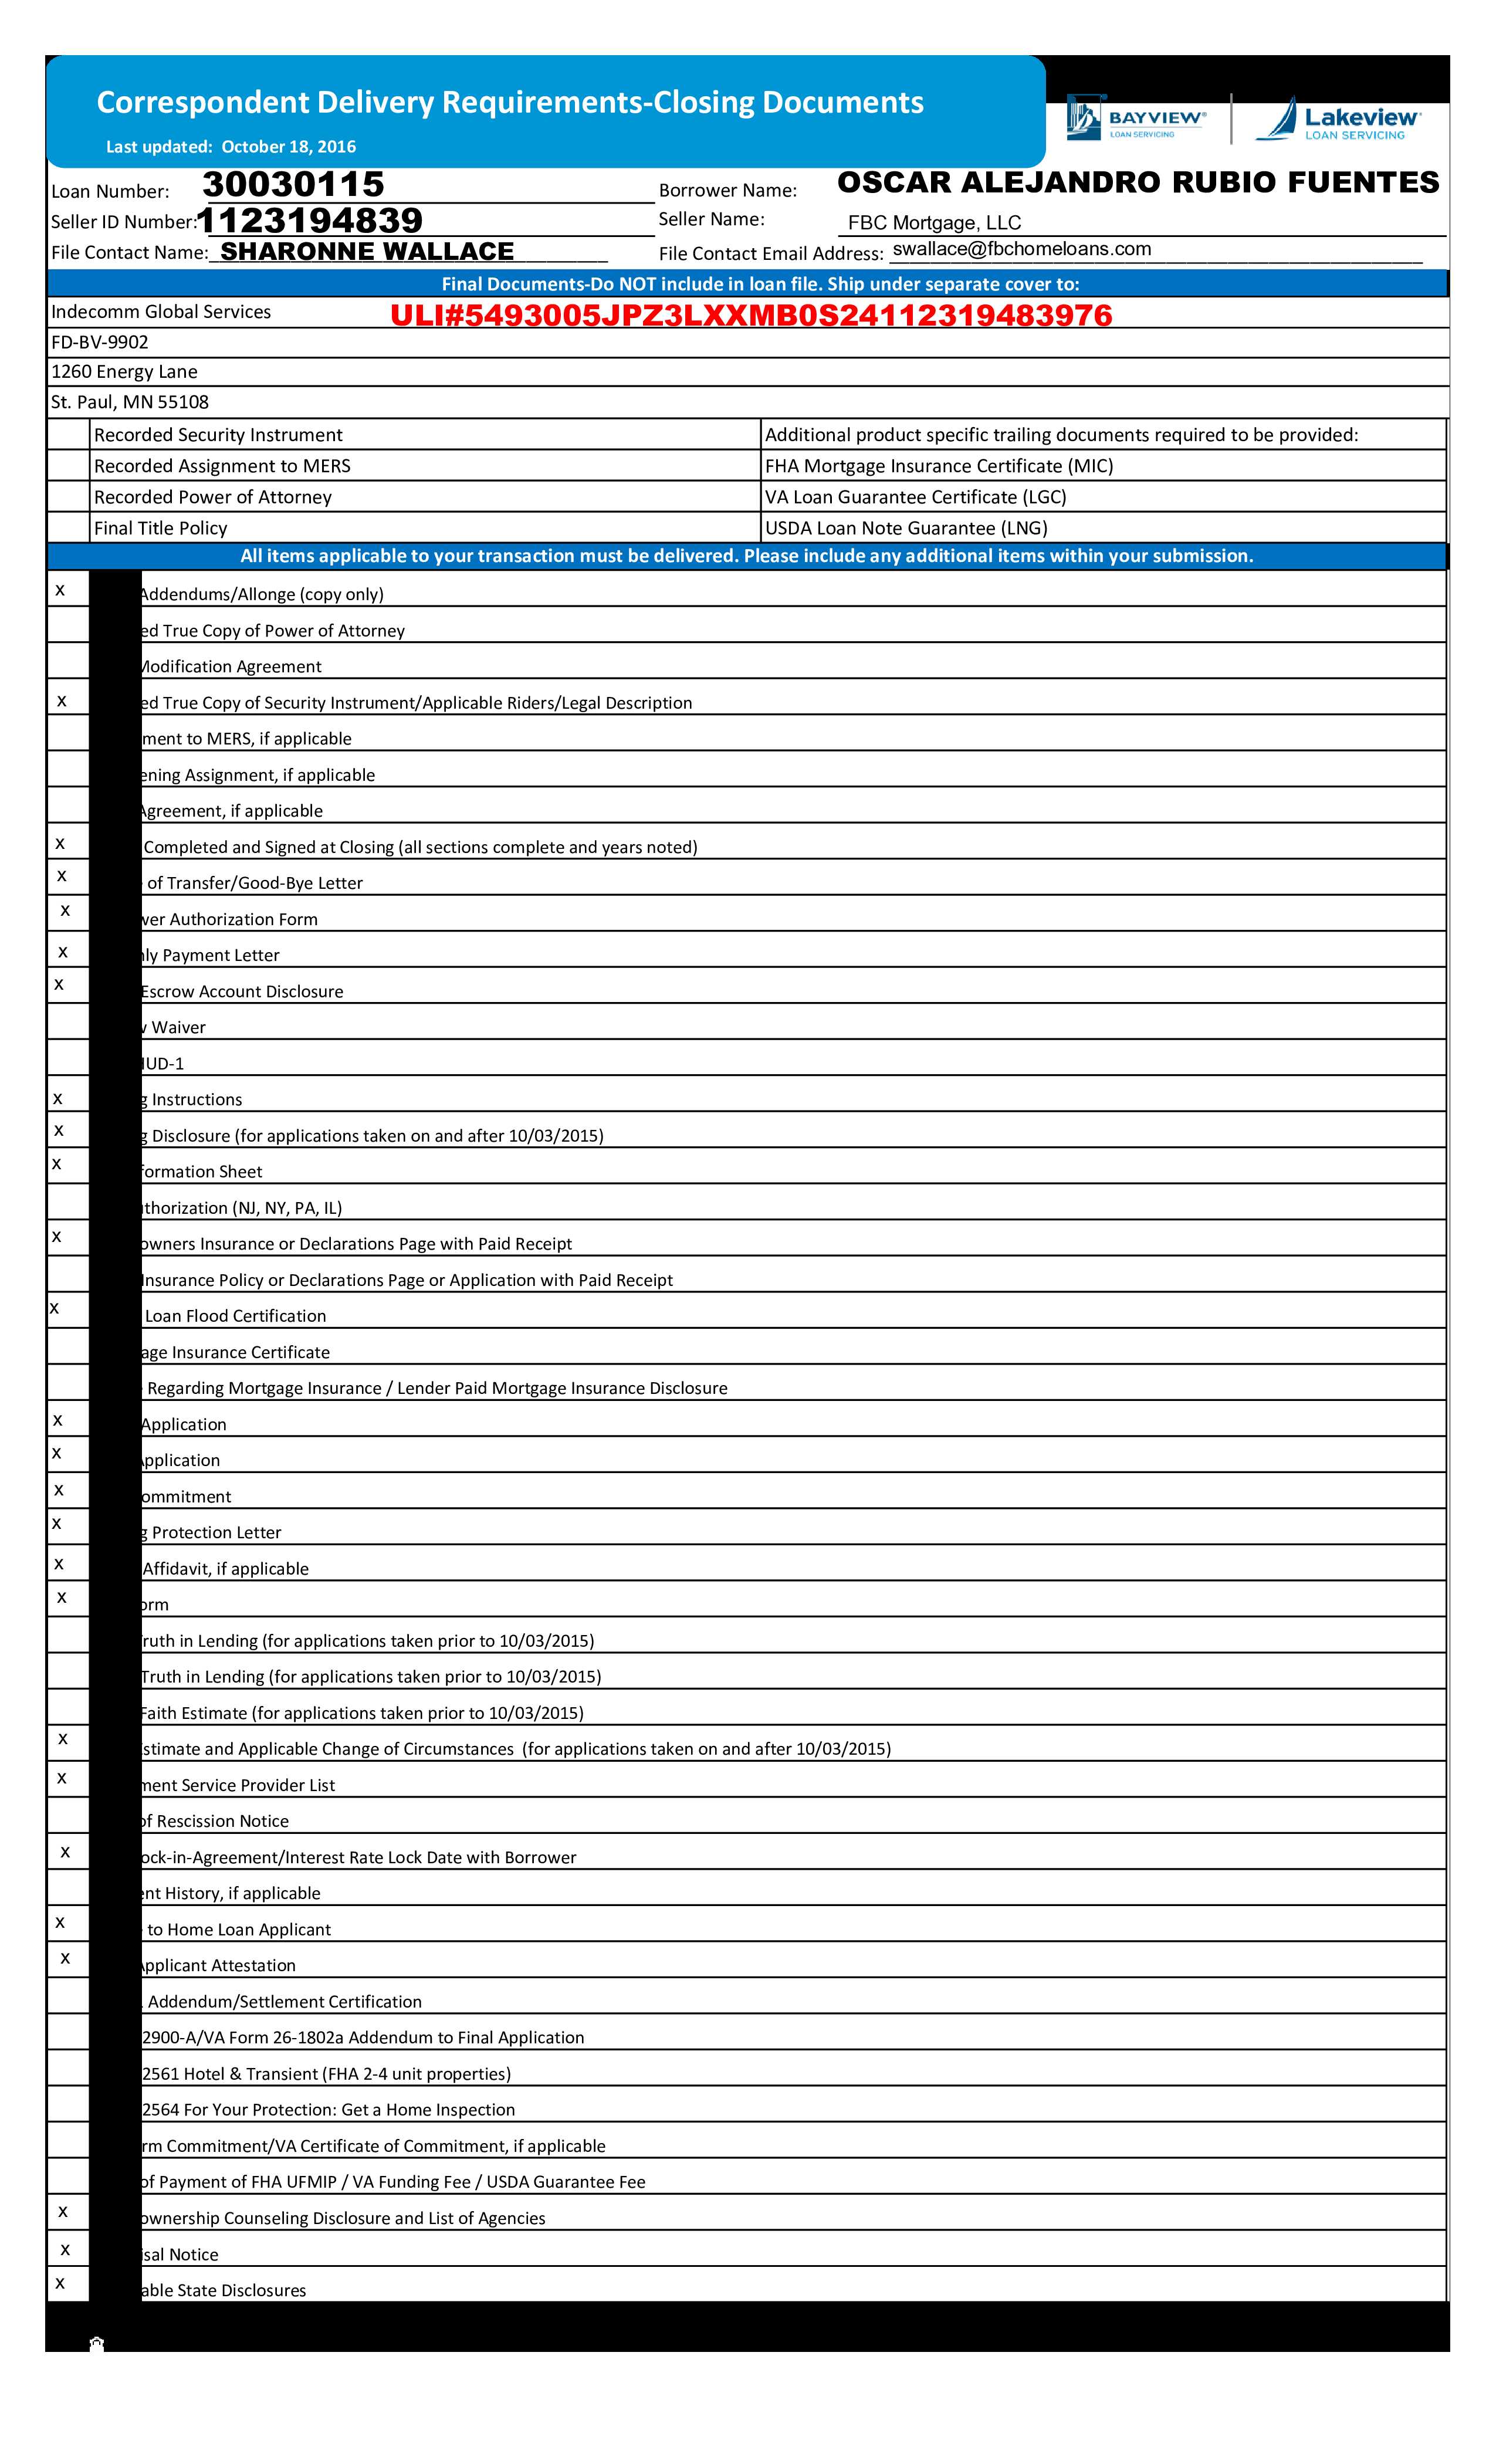 Correspondent Delivery Requirements-Closing Documents
Last updated: October 18, 2016
BAYVIEW® LOAN SERVICING
Lakeview LOAN SERVICING
Loan Number: 30030115 Borrower Name: OSCAR ALEJANDRO RUBIO FUENTES
Seller ID Number: 1123194839 Seller Name: FBC Mortgage, LLC
File Contact Name: SHARONNE WALLACE File Contact Email Address: swallace@fbchomeloans.com
Final Documents-Do NOT include in loan file. Ship under separate cover to:
Indecomm Global Services ULI#5493005JPZ3LXXMB0S24112319483976
FD-BV-9902
1260 Energy Lane
St. Paul, MN 55108
Recorded Security Instrument Additional product specific trailing documents required to be provided:
Recorded Assignment to MERS FHA Mortgage Insurance Certificate (MIC)
Recorded Power of Attorney VA Loan Guarantee Certificate (LGC)
Final Title Policy USDA Loan Note Guarantee (LNG)
All items applicable to your transaction must be delivered. Please include any additional items within your submission.
x Addendums/Allonge (copy only)
ed True Copy of Power of Attorney
Modification Agreement
x ed True Copy of Security Instrument/Applicable Riders/Legal Description
ment to MERS, if applicable
ening Assignment, if applicable
Agreement, if applicable
x Completed and Signed at Closing (all sections complete and years noted)
x of Transfer/Good-Bye Letter
x wer Authorization Form
x ly Payment Letter
x Escrow Account Disclosure
Waiver
HUD-1
x g Instructions
x g Disclosure (for applications taken on and after 10/03/2015)
x formation Sheet
thorization (NJ, NY, PA, IL)
x owners Insurance or Declarations Page with Paid Receipt
Insurance Policy or Declarations Page or Application with Paid Receipt
x Loan Flood Certification
age Insurance Certificate
Regarding Mortgage Insurance / Lender Paid Mortgage Insurance Disclosure
x Application
x Application
x ommitment
x g Protection Letter
x Affidavit, if applicable
x orm
Truth in Lending (for applications taken prior to 10/03/2015)
Truth in Lending (for applications taken prior to 10/03/2015)
Faith Estimate (for applications taken prior to 10/03/2015)
x Estimate and Applicable Change of Circumstances (for applications taken on and after 10/03/2015)
x ment Service Provider List
of Rescission Notice
x ock-in-Agreement/Interest Rate Lock Date with Borrower
ent History, if applicable
x to Home Loan Applicant
x Applicant Attestation
Addendum/Settlement Certification
2900-A/VA Form 26-1802a Addendum to Final Application
2561 Hotel & Transient (FHA 2-4 unit properties)
2564 For Your Protection: Get a Home Inspection
rm Commitment/VA Certificate of Commitment, if applicable
of Payment of FHA UFMIP / VA Funding Fee / USDA Guarantee Fee
x ownership Counseling Disclosure and List of Agencies
x isal Notice
x able State Disclosures